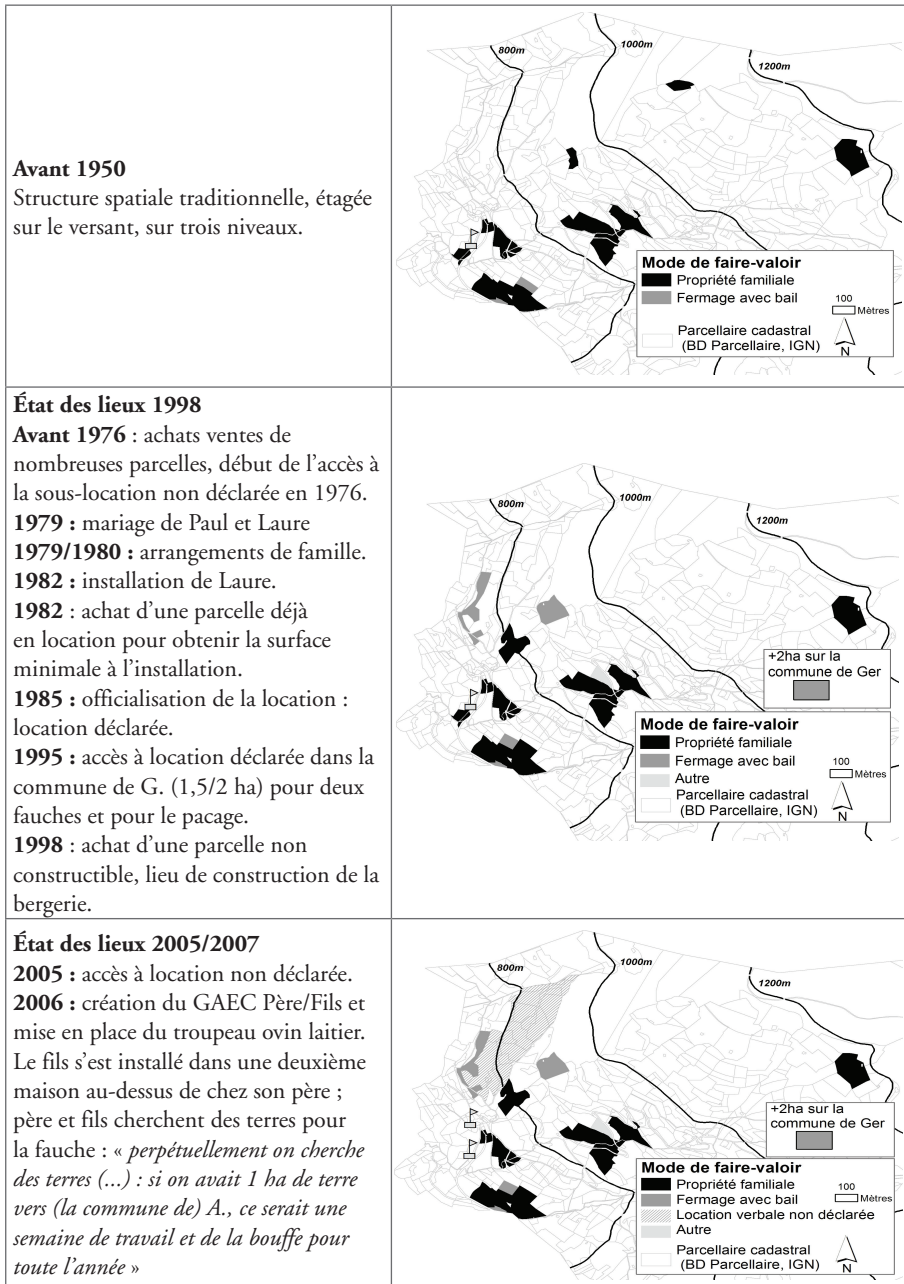 Avant 1950
Structure spatiale traditionnelle, étagée
sur le versant, sur trois niveaux.
800m
1000m
1200m
Mode de faire-valoir
Propriété familiale
Fermage avec bail
Parcellaire cadastral
(BD Parcellaire, IGN)
100
Mètres
N
État des lieux 1998
Avant 1976 : achats ventes de
nombreuses parcelles, début de l'accès à
la sous-location non déclarée en 1976.
1979 : mariage de Paul et Laure
1979/1980 : arrangements de famille.
1982 : installation de Laure.
1982 : achat d'une parcelle déjà
en location pour obtenir la surface
minimale à l'installation.
1985 : officialisation de la location :
location déclarée.
1995 : accès à location déclarée dans la
commune de G. (1,5/2 ha) pour deux
fauches et pour le pacage.
1998 : achat d'une parcelle non
constructible, lieu de construction de la
bergerie.
800m
1000m
1200m
+2ha sur la
commune de Ger
Mode de faire-valoir
Propriété familiale
Fermage avec bail
Autre
Parcellaire cadastral
(BD Parcellaire, IGN)
100
Mètres
N
État des lieux 2005/2007
2005 : accès à location non déclarée.
2006 : création du GAEC Père/Fils et
mise en place du troupeau ovin laitier.
Le fils s'est installé dans une deuxième
maison au-dessus de chez son père ;
père et fils cherchent des terres pour
la fauche : « perpétuellement on cherche
des terres (...) : si on avait 1 ha de terre
vers (la commune de) A., ce serait une
semaine de travail et de la bouffe pour
toute l'année »
800m
1000m
1200m
+2ha sur la
commune de Ger
Mode de faire-valoir
Propriété familiale
Fermage avec bail
Location verbale non déclarée
Autre
Parcellaire cadastral
(BD Parcellaire, IGN)
100
Mètres
N